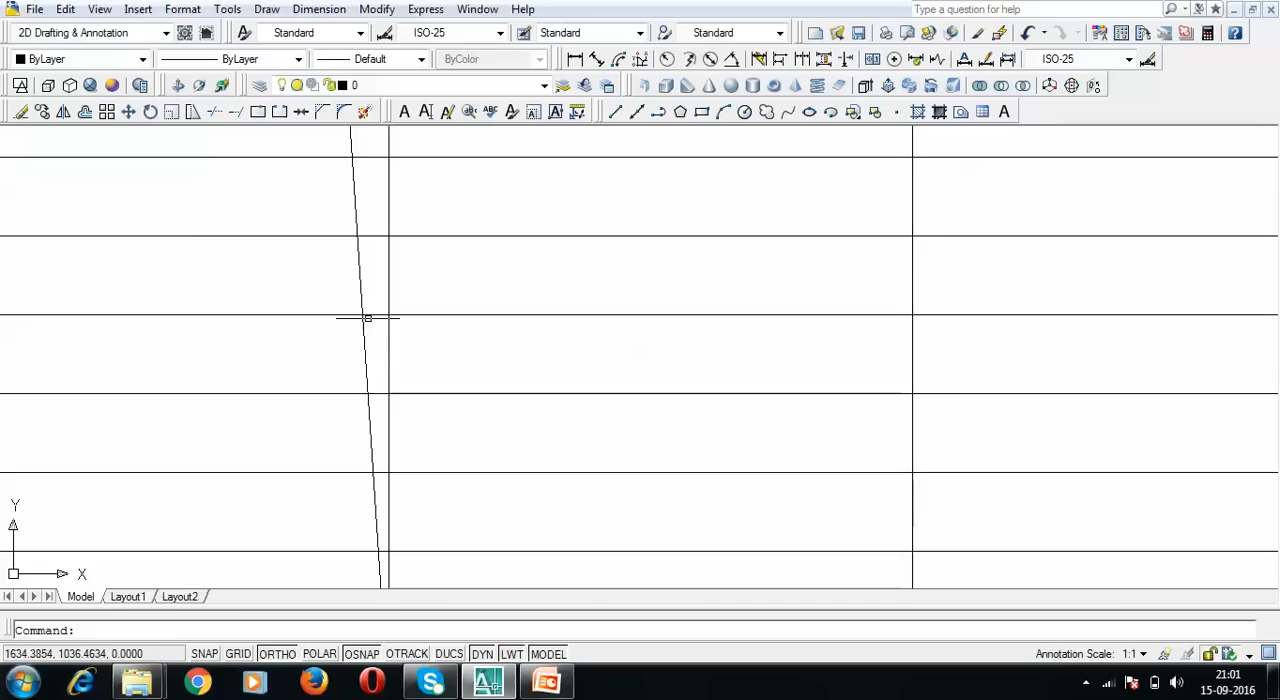 File Edit View Insert Format Tools Draw Dimension Modify Express Window Help Type a question for help
2D Drafting & Annotation Standard ISO-25 Standard Standard
ByLayer ByLayer Default ByColor ISO-25
0
A A A
Y
X
Model Layout1 Layout2
Command:
1634.3854, 1036.4634, 0.0000 SNAP GRID ORTHO POLAR OSNAP OTRACK DUCS DYN LWT MODEL Annotation Scale: 1:1
21:01
15-09-2016